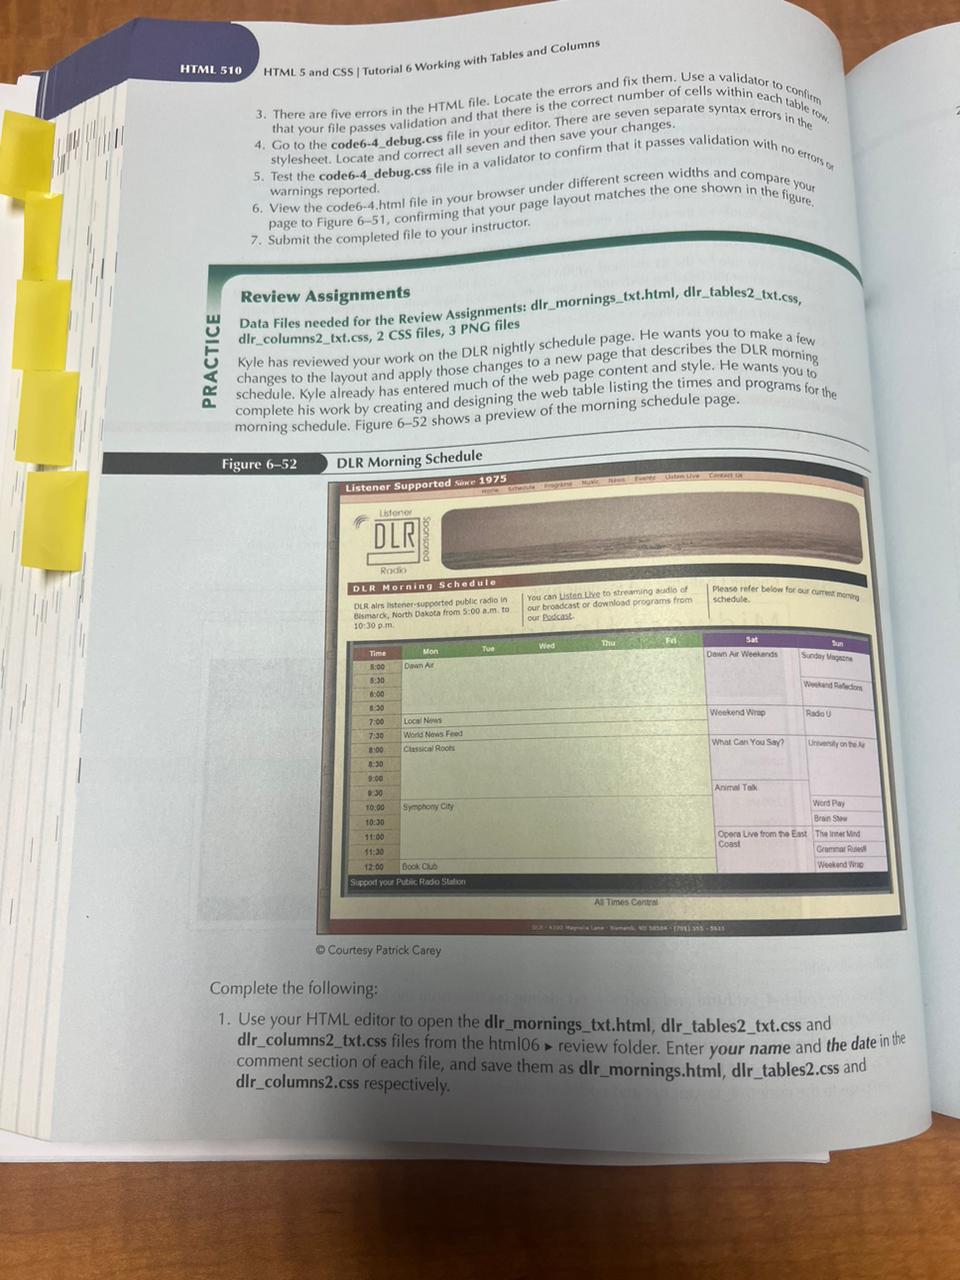 HTML 510
HTML 5 and CSS | Tutorial 6 Working with Tables and Columns
3. There are five errors in the HTML file. Locate the errors and fix them. Use a validator to confirm
that your file passes validation and that there is the correct number of cells within each table row.
4. Go to the code6-4_debug.css file in your editor. There are seven separate syntax errors in the
stylesheet. Locate and correct all seven and then save your changes.
5. Test the code6-4_debug.css file in a validator to confirm that it passes validation with no errors or
warnings reported.
6. View the code6-4.html file in your browser under different screen widths and compare your
page to Figure 6–51, confirming that your page layout matches the one shown in the figure.
7. Submit the completed file to your instructor.
PRACTICE
Review Assignments
Data Files needed for the Review Assignments: dlr_mornings_txt.html, dlr_tables2_txt.css,
dlr_columns2_txt.css, 2 CSS files, 3 PNG files
Kyle has reviewed your work on the DLR nightly schedule page. He wants you to make a few
changes to the layout and apply those changes to a new page that describes the DLR morning
schedule. Kyle already has entered much of the web page content and style. He wants you to
complete his work by creating and designing the web table listing the times and programs for the
morning schedule. Figure 6–52 shows a preview of the morning schedule page.
Figure 6–52
DLR Morning Schedule
Listener Supported Since 1975
Home Schedule Programs Music News Events Listen Live Contact Us
Listener
DLR
Sponsored
Radio
DLR Morning Schedule
DLR airs listener-supported public radio in
Bismarck, North Dakota from 5:00 a.m. to
10:30 p.m.
You can Listen Live to streaming audio of
our broadcast or download programs from
our Podcast.
Please refer below for our current morning
schedule.
Time Mon Tue Wed Thu Fri Sat Sun
5:00 Dawn Air Dawn Air Weekends Sunday Magazine
5:30
6:00 Weekend Reflections
6:30
7:00 Local News Weekend Wrap Radio U
7:30 World News Feed
8:00 Classical Roots What Can You Say? University on the Air
8:30
9:00
9:30 Animal Talk
10:00 Symphony City Word Play
10:30 Brain Stew
11:00 Opera Live from the East The Inner Mind
11:30 Coast Grammar Rules!!
12:00 Book Club Weekend Wrap
Support your Public Radio Station
All Times Central
© Courtesy Patrick Carey
Complete the following:
1. Use your HTML editor to open the dlr_mornings_txt.html, dlr_tables2_txt.css and
dlr_columns2_txt.css files from the html06 ► review folder. Enter your name and the date in the
comment section of each file, and save them as dlr_mornings.html, dlr_tables2.css and
dlr_columns2.css respectively.